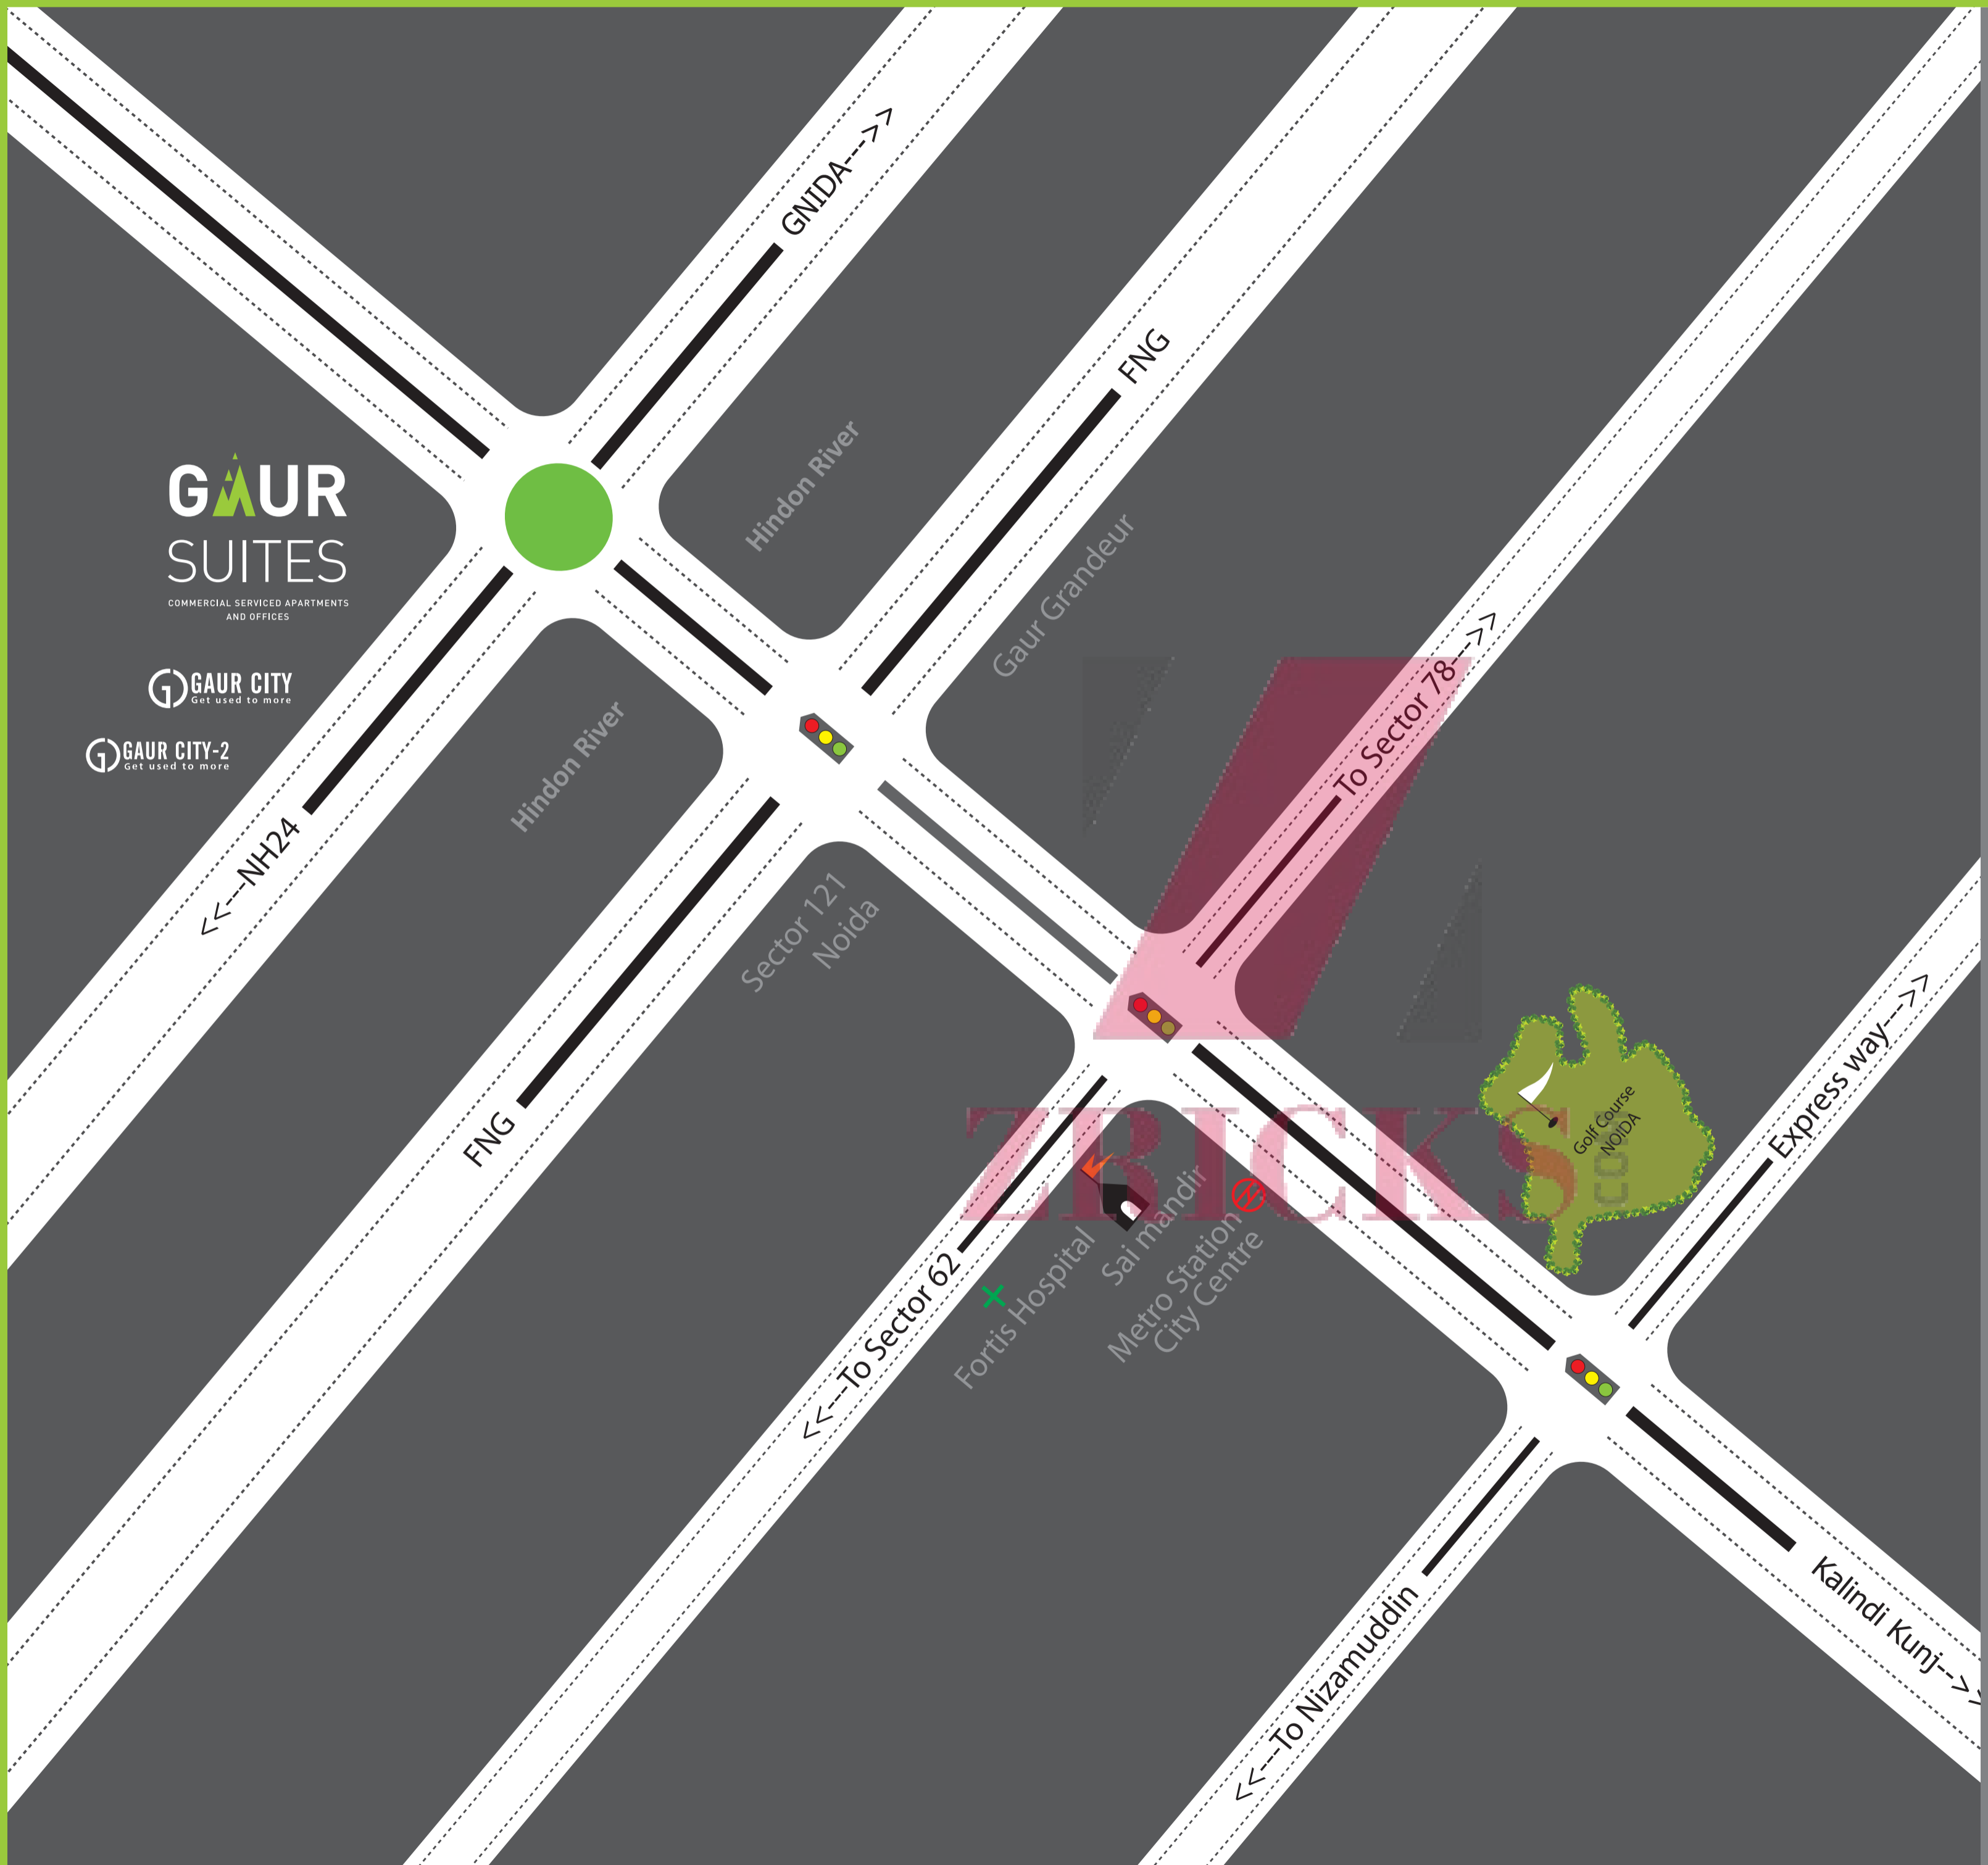 GNIDA---->>
FNG
Hindon River
GAUR
SUITES
COMMERCIAL SERVICED APARTMENTS
AND OFFICES
Gaur Grandeur
GAUR CITY
Get used to more
To Sector 78-->>
Hindon River
GAUR CITY-2
Get used to more
<<----NH24
Sector 121
Noida
FNG
ZRICKS
.COM
Golf Course
NOIDA
Express way--->>
<<----To Sector 62
Fortis Hospital
Sai mandir
Metro Station
City Centre
<<----To Nizamuddin
Kalindi Kunj-->>